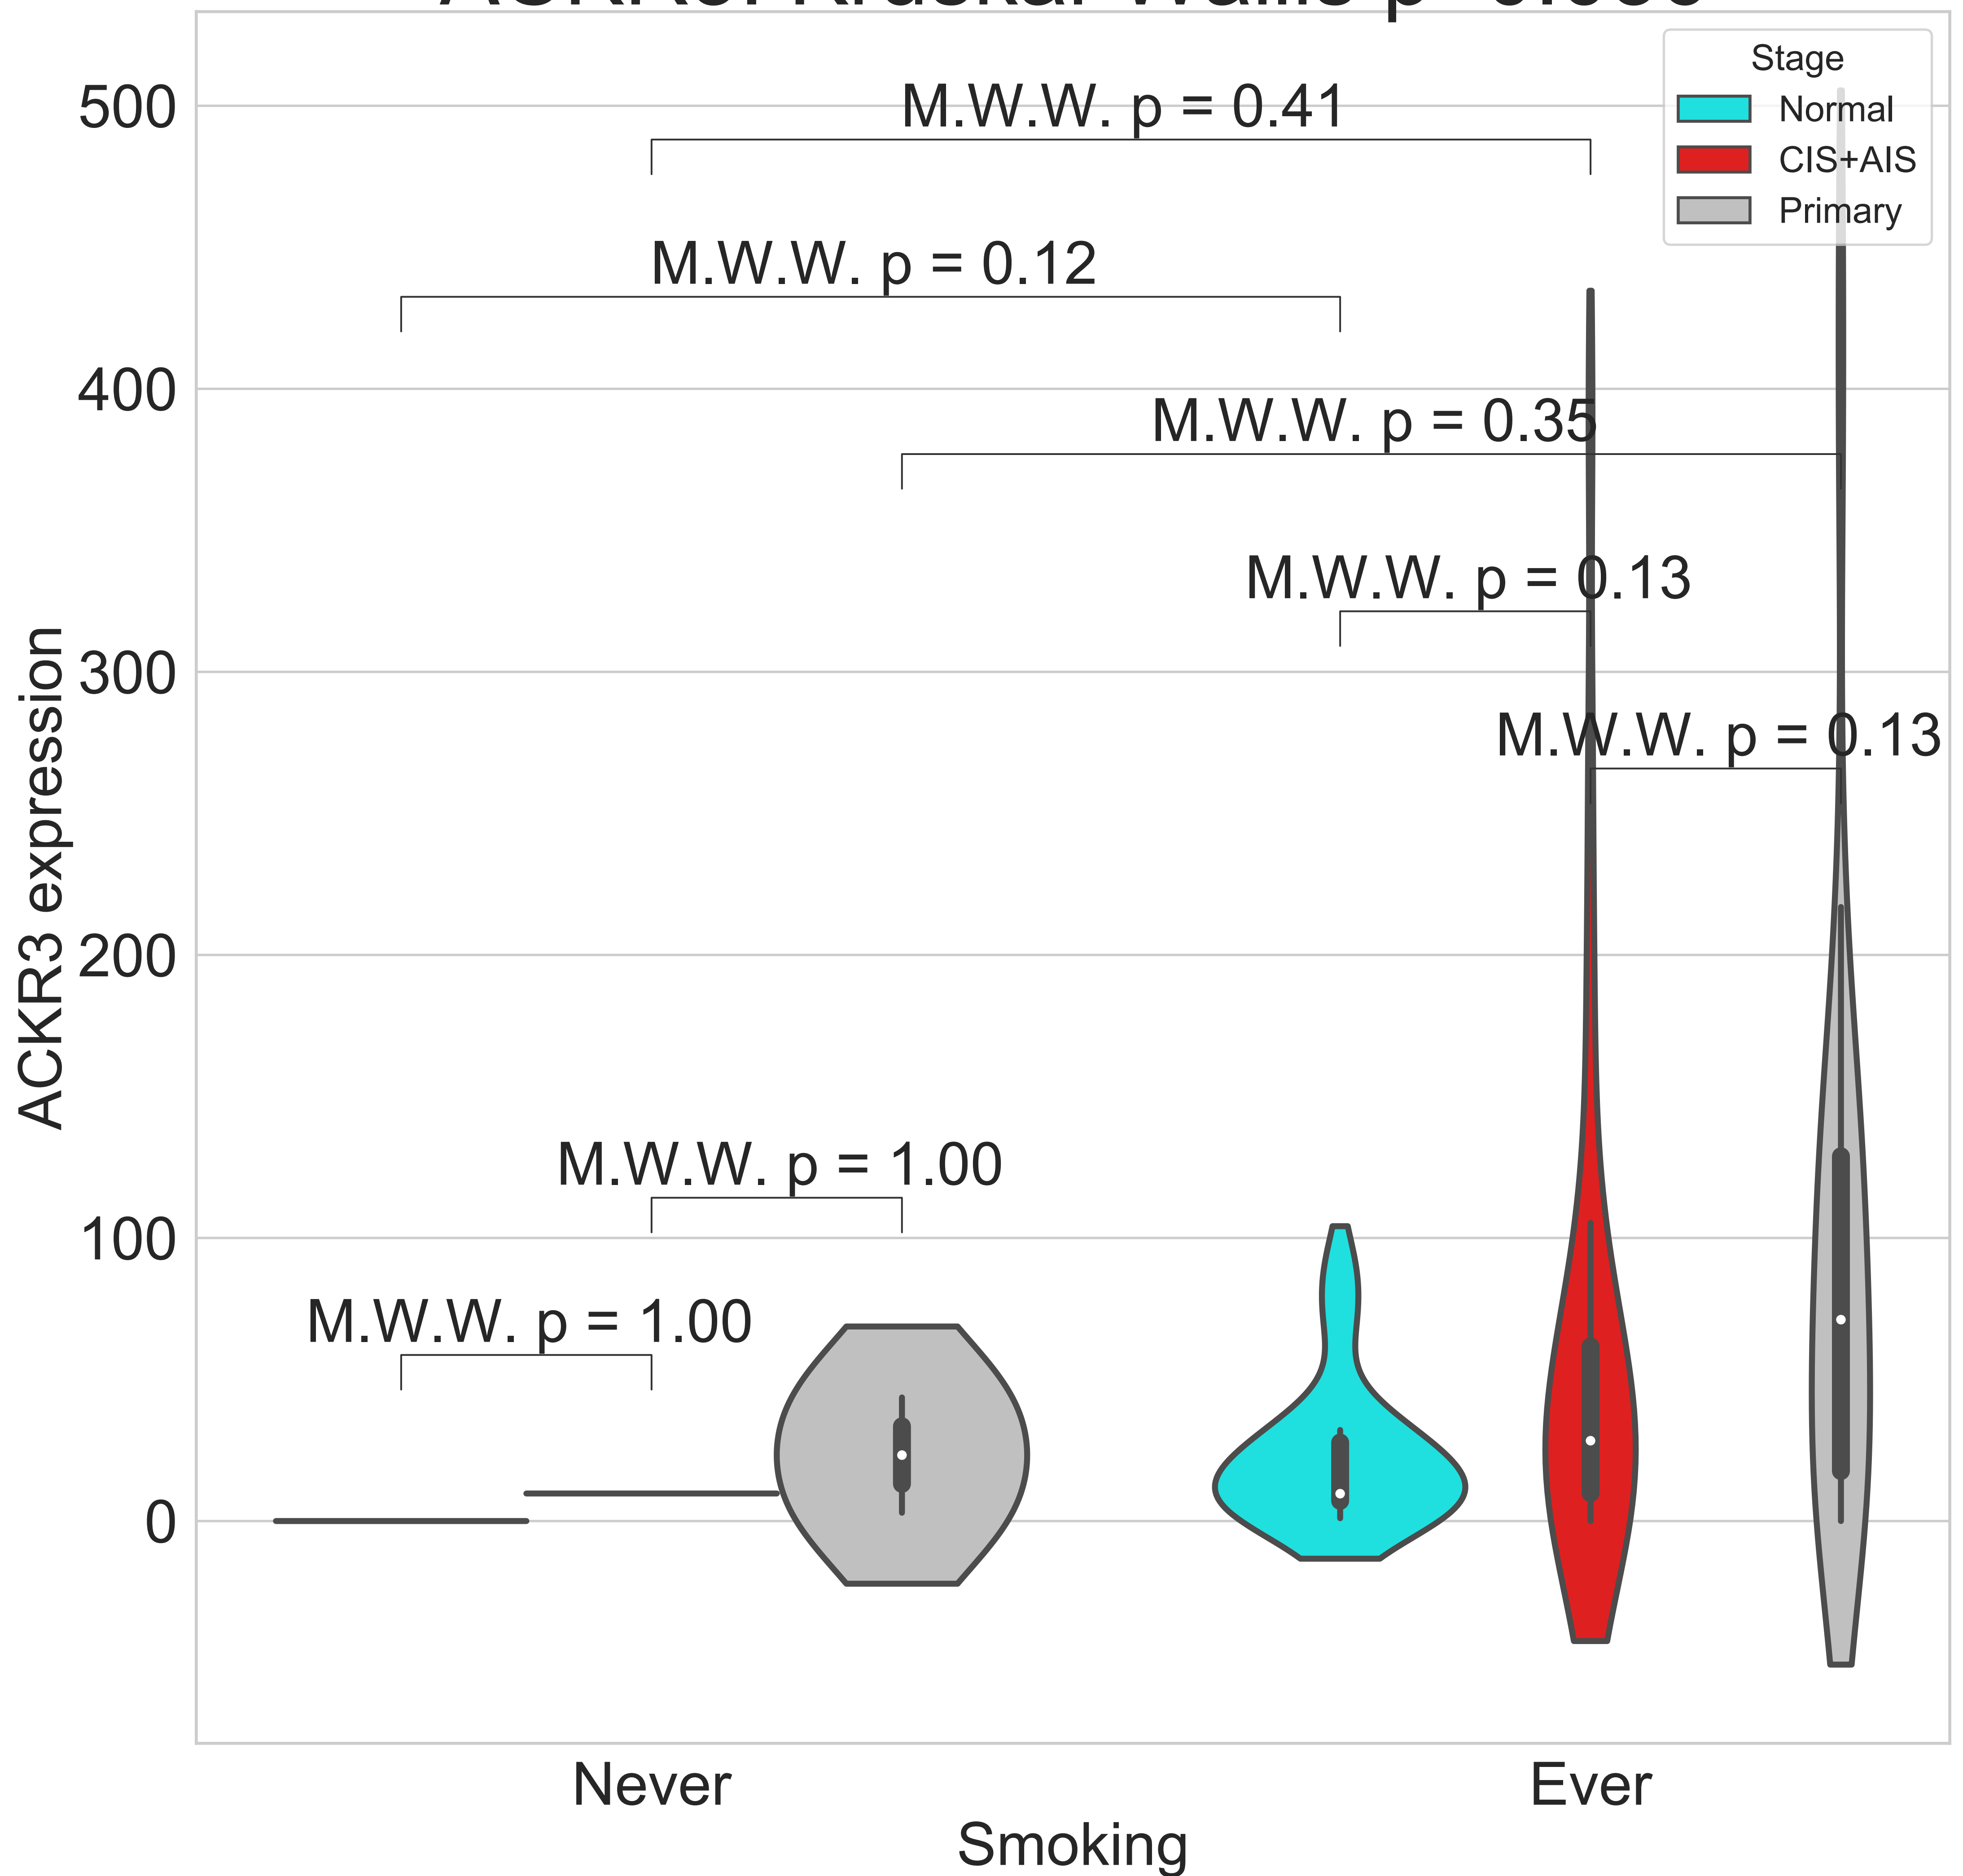 Stage
Normal
CIS+AIS
Primary
500
400
300
200
100
0
ACKR3 expression
M.W.W. p = 0.41
M.W.W. p = 0.12
M.W.W. p = 0.35
M.W.W. p = 0.13
M.W.W. p = 0.13
M.W.W. p = 1.00
M.W.W. p = 1.00
Never
Ever
Smoking